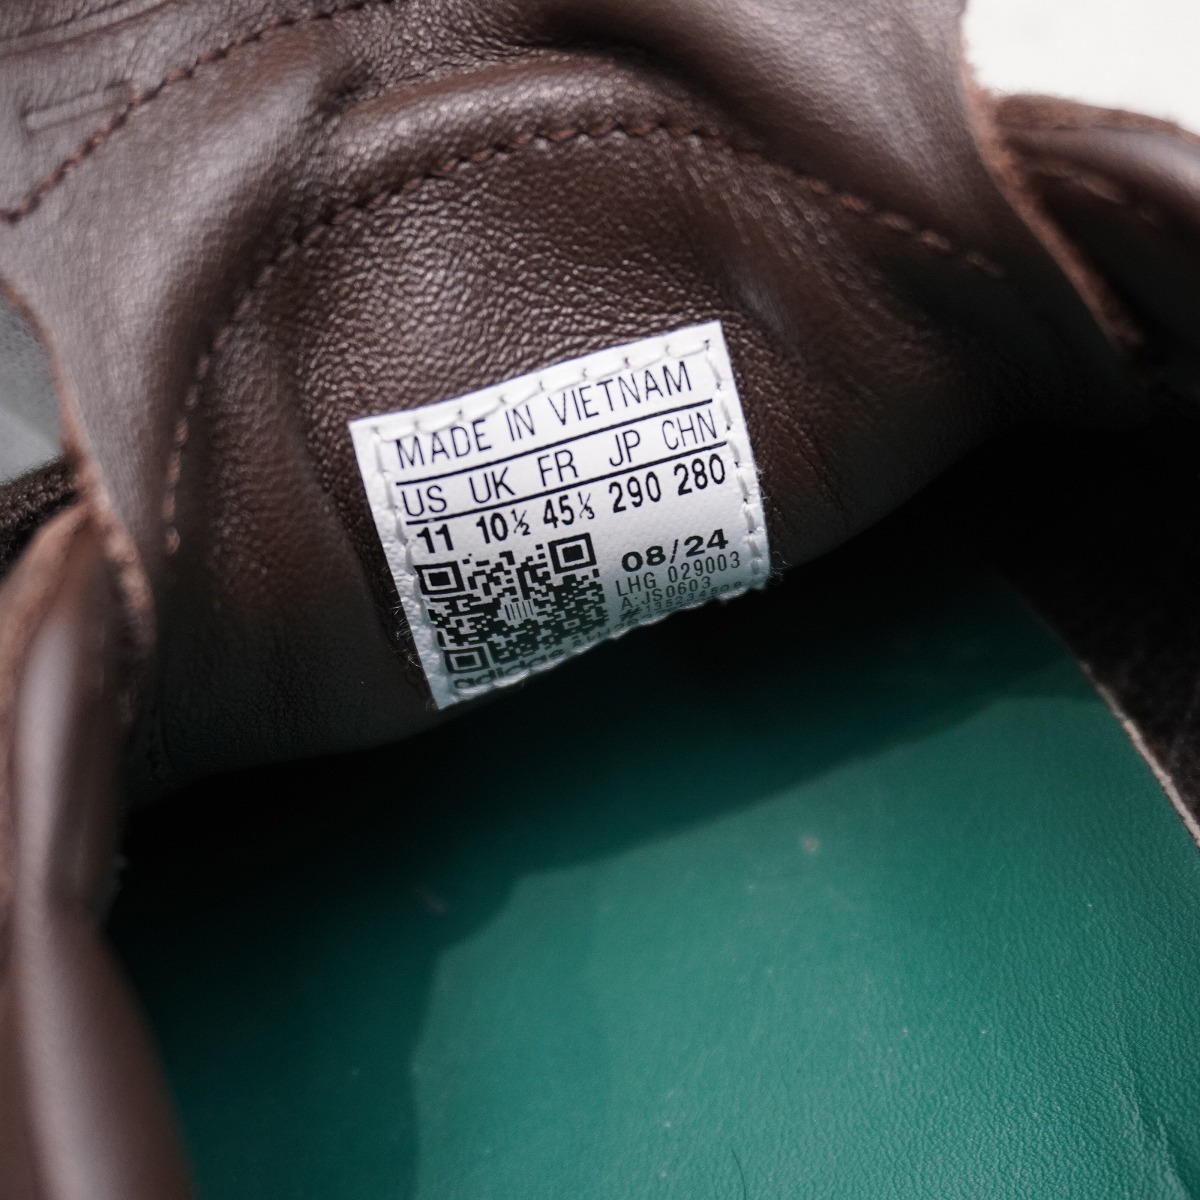 MADE IN VIETNAM
US UK FR JP CHN
11 10½ 45⅓ 290 280
08/24
LHG 029003
A:JS0603
adidas